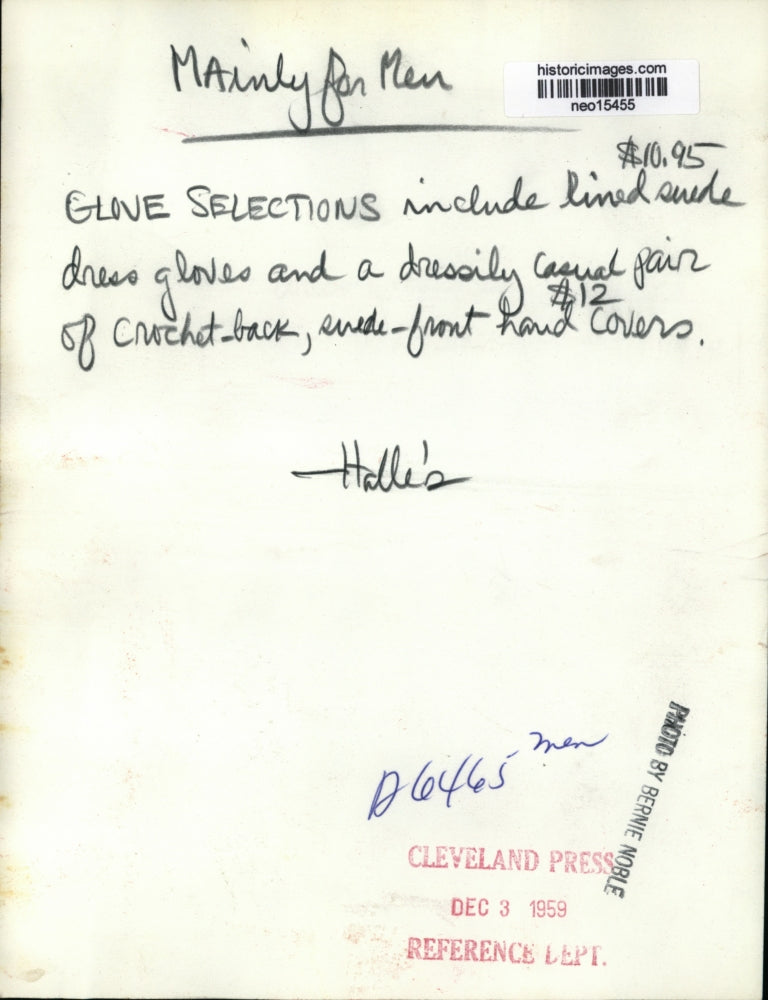 Mainly for Men
historicimages.com
neo15455
$10.95
GLOVE SELECTIONS include lined suede
dress gloves and a dressily casual pair
$12
of crochet-back, suede-front hand covers.
—Halle's
men
D6465
PHOTO BY BERNIE NOBLE
CLEVELAND PRESS
DEC 3 1959
REFERENCE DEPT.